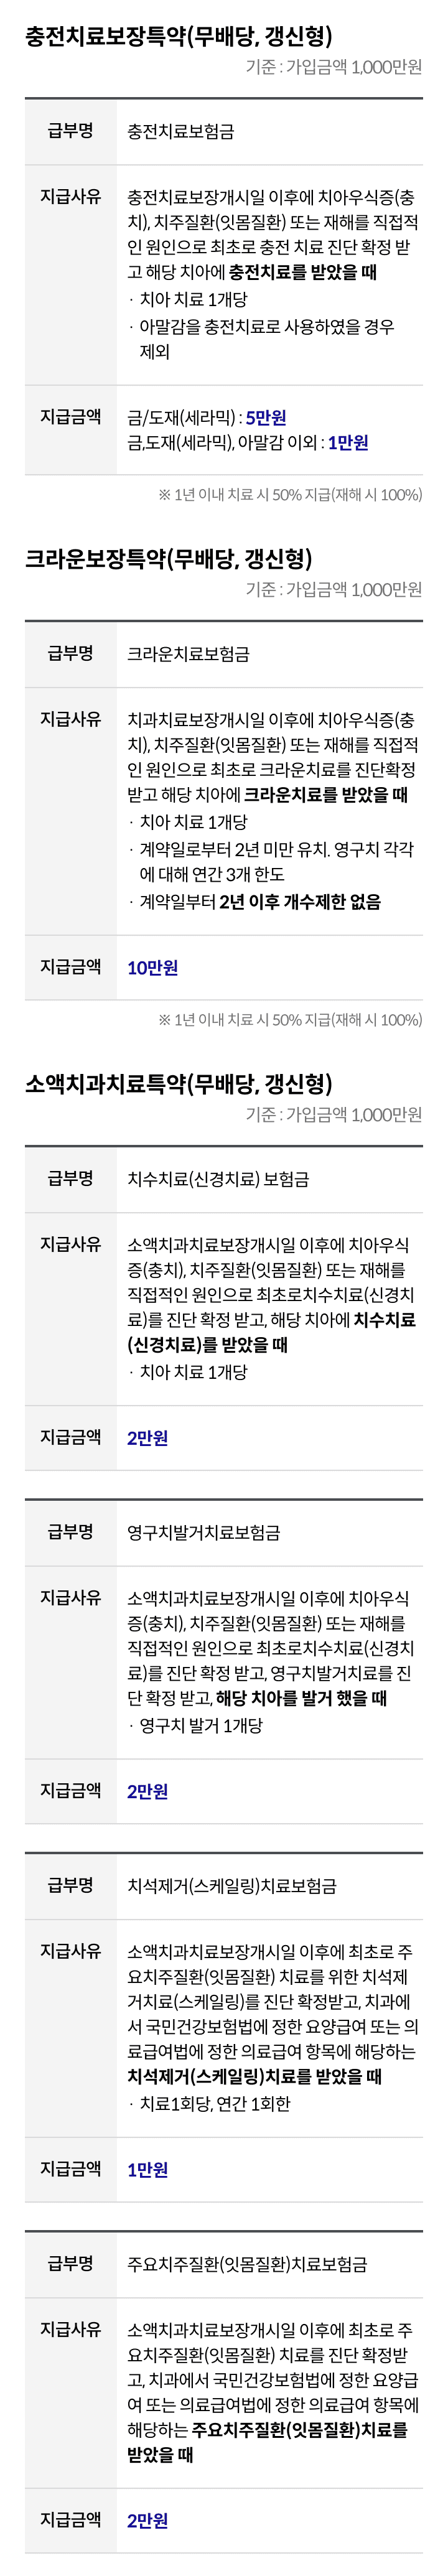 충전치료보장특약(무배당, 갱신형)
기준 : 가입금액 1,000만원
급부명
충전치료보험금
지급사유
충전치료보장개시일 이후에 치아우식증(충
치), 치주질환(잇몸질환) 또는 재해를 직접적
인 원인으로 최초로 충전 치료 진단 확정 받
고 해당 치아에 충전치료를 받았을 때
· 치아 치료 1개당
· 아말감을 충전치료로 사용하였을 경우
제외
지급금액
금/도재(세라믹) : 5만원
금,도재(세라믹), 아말감 이외 : 1만원
※ 1년 이내 치료 시 50% 지급(재해 시 100%)
크라운보장특약(무배당, 갱신형)
기준 : 가입금액 1,000만원
급부명
크라운치료보험금
지급사유
치과치료보장개시일 이후에 치아우식증(충
치), 치주질환(잇몸질환) 또는 재해를 직접적
인 원인으로 최초로 크라운치료를 진단확정
받고 해당 치아에 크라운치료를 받았을 때
· 치아 치료 1개당
· 계약일로부터 2년 미만 유치. 영구치 각각
에 대해 연간 3개 한도
· 계약일부터 2년 이후 개수제한 없음
지급금액
10만원
※ 1년 이내 치료 시 50% 지급(재해 시 100%)
소액치과치료특약(무배당, 갱신형)
기준 : 가입금액 1,000만원
급부명
치수치료(신경치료) 보험금
지급사유
소액치과치료보장개시일 이후에 치아우식
증(충치), 치주질환(잇몸질환) 또는 재해를
직접적인 원인으로 최초로치수치료(신경치
료)를 진단 확정 받고, 해당 치아에 치수치료
(신경치료)를 받았을 때
· 치아 치료 1개당
지급금액
2만원
급부명
영구치발거치료보험금
지급사유
소액치과치료보장개시일 이후에 치아우식
증(충치), 치주질환(잇몸질환) 또는 재해를
직접적인 원인으로 최초로치수치료(신경치
료)를 진단 확정 받고, 영구치발거치료를 진
단 확정 받고, 해당 치아를 발거 했을 때
· 영구치 발거 1개당
지급금액
2만원
급부명
치석제거(스케일링)치료보험금
지급사유
소액치과치료보장개시일 이후에 최초로 주
요치주질환(잇몸질환) 치료를 위한 치석제
거치료(스케일링)를 진단 확정받고, 치과에
서 국민건강보험법에 정한 요양급여 또는 의
료급여법에 정한 의료급여 항목에 해당하는
치석제거(스케일링)치료를 받았을 때
· 치료1회당, 연간 1회한
지급금액
1만원
급부명
주요치주질환(잇몸질환)치료보험금
지급사유
소액치과치료보장개시일 이후에 최초로 주
요치주질환(잇몸질환) 치료를 진단 확정받
고, 치과에서 국민건강보험법에 정한 요양급
여 또는 의료급여법에 정한 의료급여 항목에
해당하는 주요치주질환(잇몸질환)치료를
받았을 때
지급금액
2만원